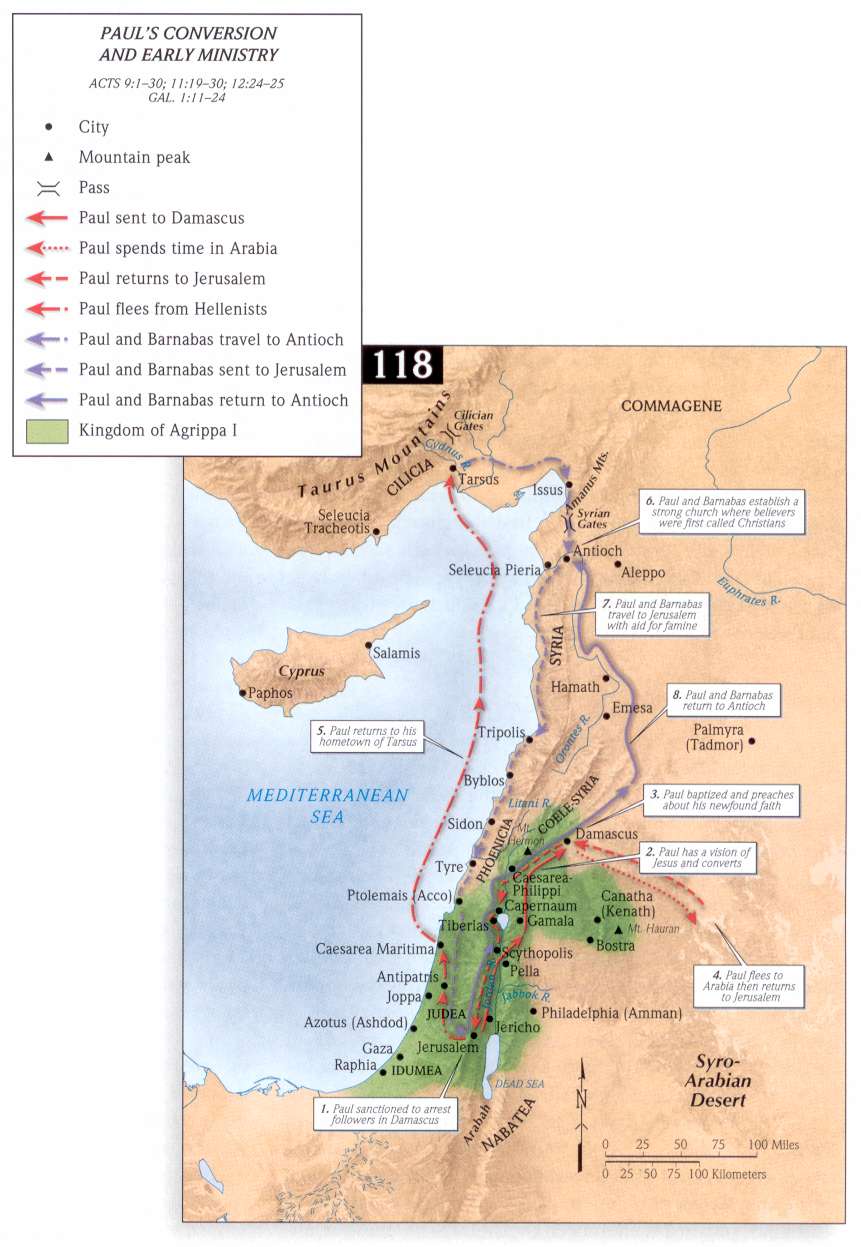 PAUL'S CONVERSION
AND EARLY MINISTRY
ACTS 9:1–30; 11:19–30; 12:24–25
GAL. 1:11–24
City
Mountain peak
Pass
Paul sent to Damascus
Paul spends time in Arabia
Paul returns to Jerusalem
Paul flees from Hellenists
Paul and Barnabas travel to Antioch
Paul and Barnabas sent to Jerusalem
Paul and Barnabas return to Antioch
Kingdom of Agrippa I
118
COMMAGENE
Cilician
Gates
Taurus Mountains
Cydnus R.
CILICIA
Tarsus
Issus
Amanus Mts.
Syrian
Gates
Seleucia
Tracheotis
6. Paul and Barnabas establish a
strong church where believers
were first called Christians
Antioch
Seleucia Pieria
Aleppo
Euphrates R.
7. Paul and Barnabas
travel to Jerusalem
with aid for famine
SYRIA
Salamis
Cyprus
Paphos
Hamath
8. Paul and Barnabas
return to Antioch
Emesa
Orontes R.
Palmyra
(Tadmor)
5. Paul returns to his
hometown of Tarsus
Tripolis
Byblos
MEDITERRANEAN
SEA
Litani R.
COELE-SYRIA
3. Paul baptized and preaches
about his newfound faith
Sidon
Mt.
Hermon
PHOENICIA
Damascus
2. Paul has a vision of
Jesus and converts
Tyre
Caesarea-
Philippi
Ptolemais (Acco)
Capernaum
Canatha
(Kenath)
Tiberias
Gamala
Mt. Hauran
Bostra
Caesarea Maritima
Scythopolis
Pella
4. Paul flees to
Arabia then returns
to Jerusalem
Antipatris
Joppa
Jordan R.
Jabbok R.
JUDEA
Philadelphia (Amman)
Azotus (Ashdod)
Jericho
Jerusalem
Gaza
Raphia
IDUMEA
DEAD SEA
Syro-
Arabian
Desert
1. Paul sanctioned to arrest
followers in Damascus
Arabah
NABATEA
N
0 25 50 75 100 Miles
0 25 50 75 100 Kilometers